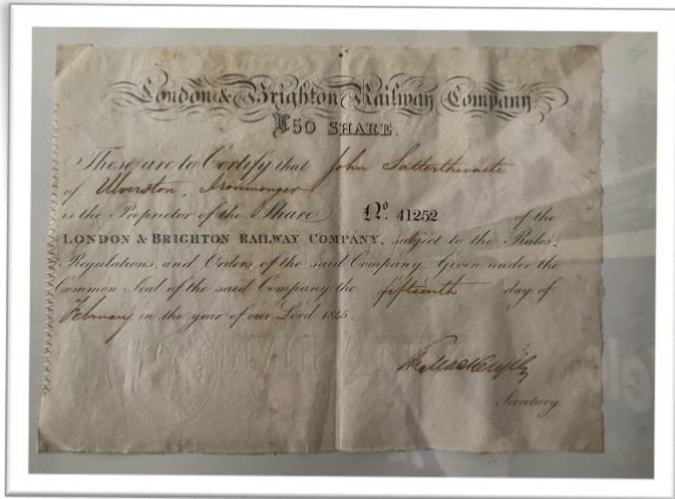 London & Brighton Railway Company
£50 SHARE.
These are to Certify that John Satterthwaite
of Ulverston, Ironmonger
is the Proprietor of the Share No. 41252 of the
LONDON & BRIGHTON RAILWAY COMPANY, subject to the Rules,
Regulations, and Orders of the said Company. Given under the
Common Seal of the said Company the fifteenth day of
February in the year of our Lord 1845.
Secretary